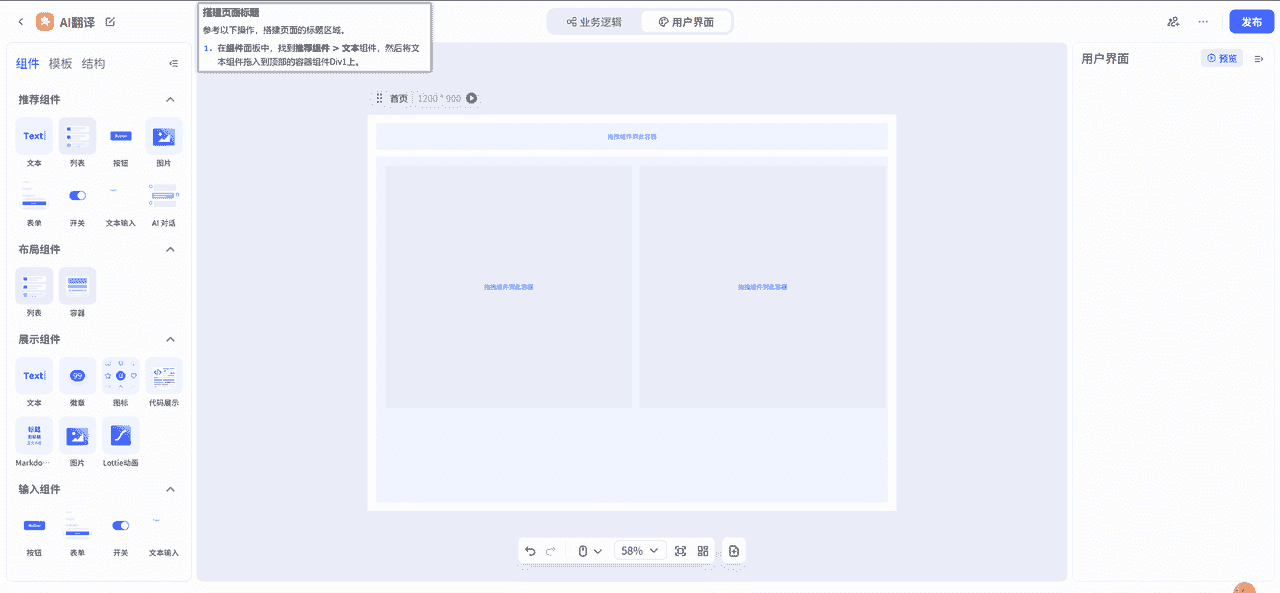 AI翻译
搭建页面标题
参考以下操作，搭建页面的标题区域。
1. 在组件面板中，找到推荐组件 > 文本组件，然后将文
本组件拖入到顶部的容器组件Div1上。
业务逻辑
用户界面
发布
组件 模板 结构
推荐组件
Text
文本 列表 按钮 图片
表单 开关 文本输入 AI 对话
布局组件
列表 容器
展示组件
Text 99
文本 徽章 图标 代码展示
标题
Markdo… 图片 Lottie动画
输入组件
Button
按钮 表单 开关 文本输入
首页 1200 * 900
拖拽组件到此容器
拖拽组件到此容器
拖拽组件到此容器
58%
用户界面
预览